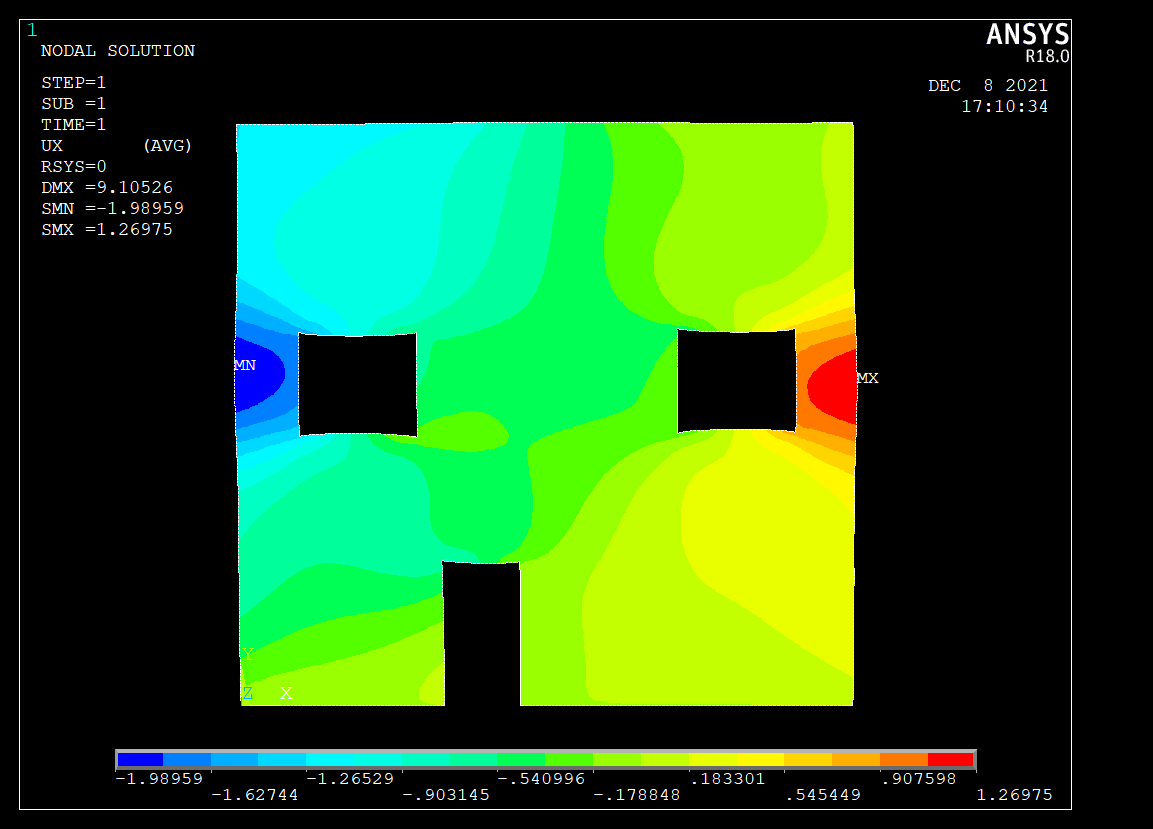 1
NODAL SOLUTION
STEP=1
SUB =1
TIME=1
UX (AVG)
RSYS=0
DMX =9.10526
SMN =-1.98959
SMX =1.26975
ANSYS
R18.0
DEC 8 2021
17:10:34
MN
MX
Y
Z X
-1.98959 -1.26529 -.540996 .183301 .907598
-1.62744 -.903145 -.178848 .545449 1.26975